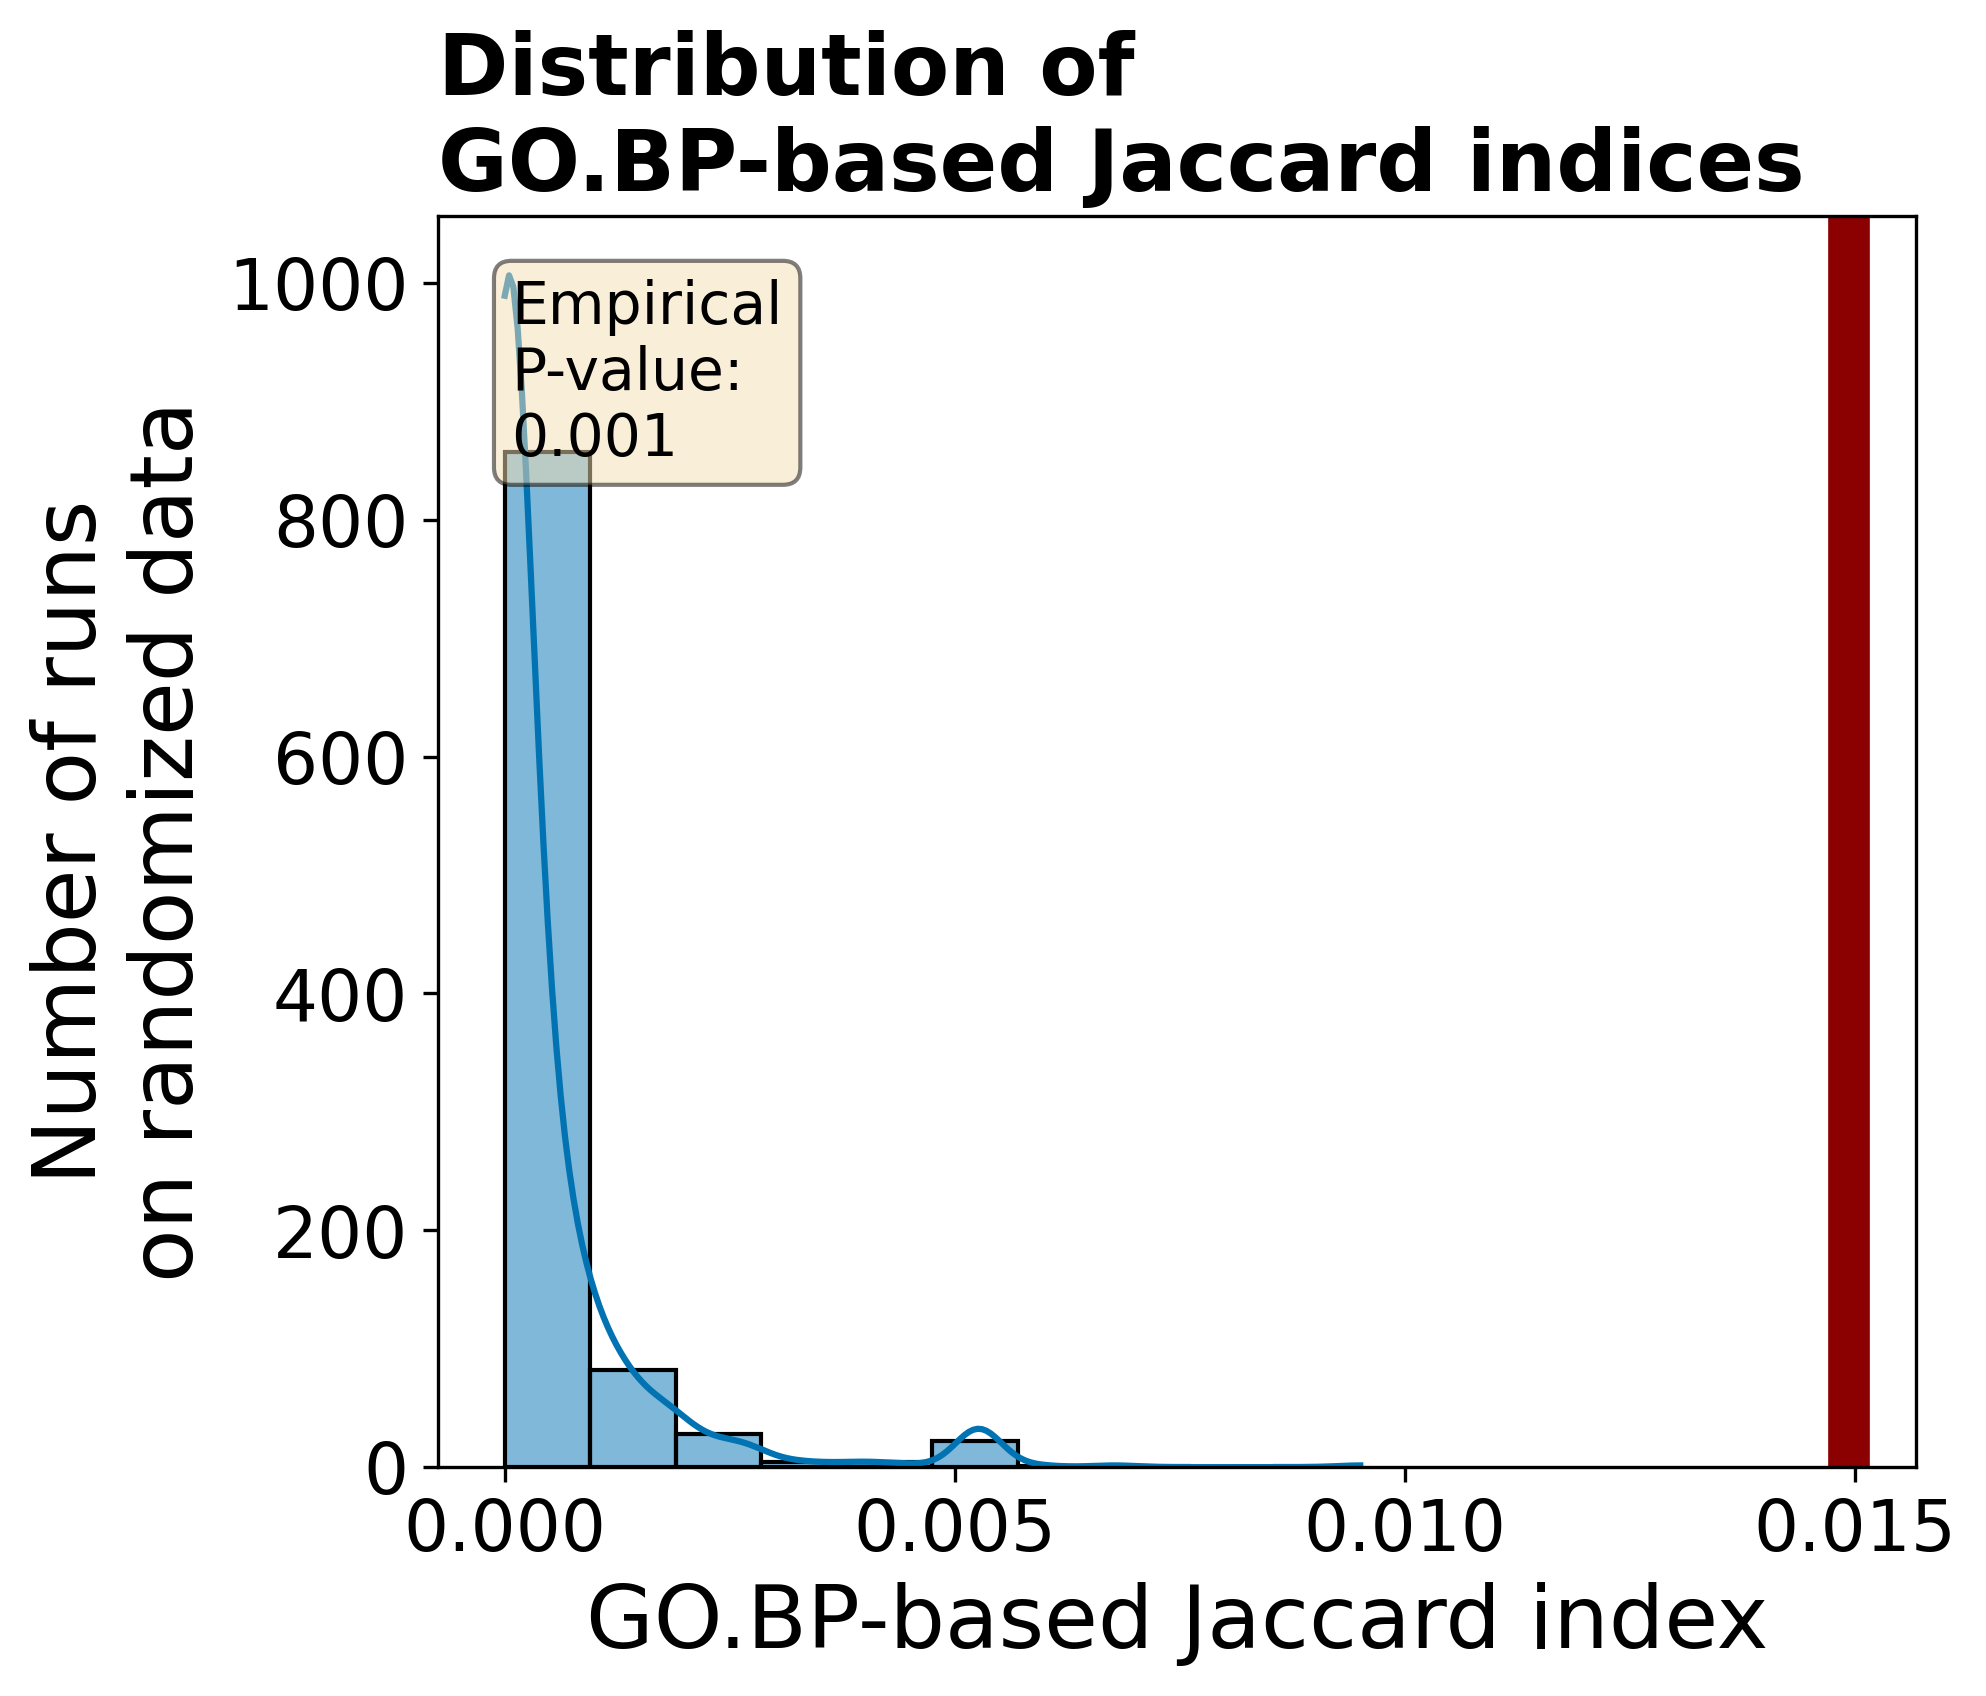 Distribution of
GO.BP-based Jaccard indices
Number of runs
on randomized data
1000
800
600
400
200
0
Empirical
P-value:
0.001
0.000
0.005
0.010
0.015
GO.BP-based Jaccard index